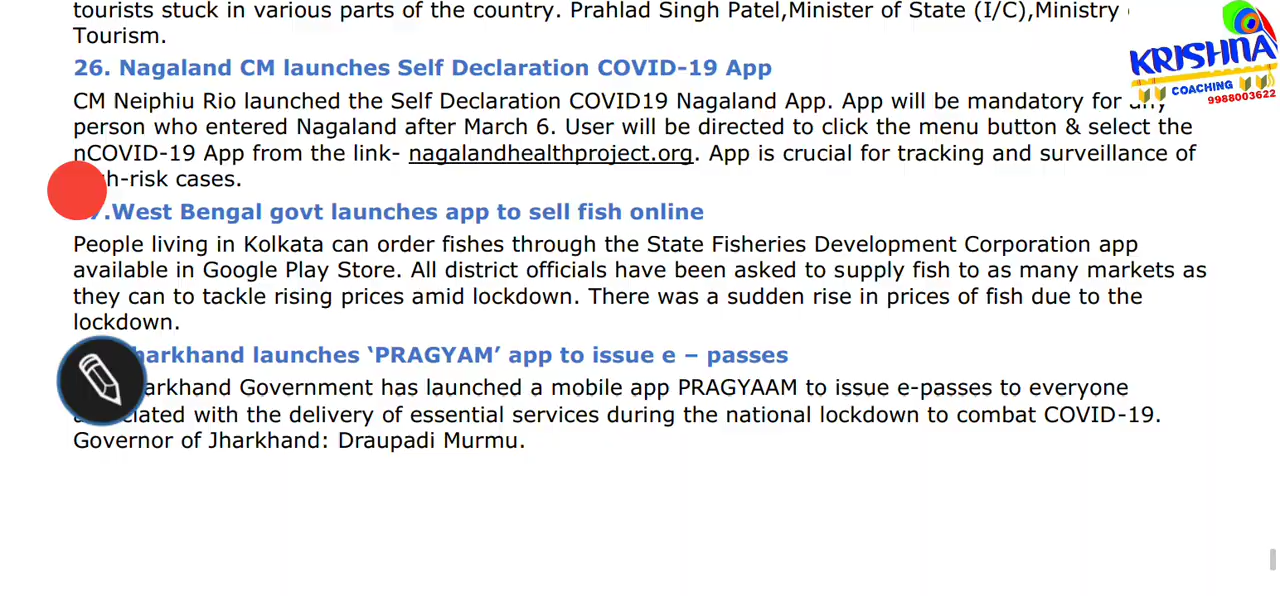 tourists stuck in various parts of the country. Prahlad Singh Patel,Minister of State (I/C),Ministry
Tourism.
KRISHNA
COACHING
9988003622
26. Nagaland CM launches Self Declaration COVID-19 App
CM Neiphiu Rio launched the Self Declaration COVID19 Nagaland App. App will be mandatory for any
person who entered Nagaland after March 6. User will be directed to click the menu button & select the
nCOVID-19 App from the link- nagalandhealthproject.org. App is crucial for tracking and surveillance of
risk cases.
.West Bengal govt launches app to sell fish online
People living in Kolkata can order fishes through the State Fisheries Development Corporation app
available in Google Play Store. All district officials have been asked to supply fish to as many markets as
they can to tackle rising prices amid lockdown. There was a sudden rise in prices of fish due to the
lockdown.
launches ‘PRAGYAM’ app to issue e – passes
Government has launched a mobile app PRAGYAAM to issue e-passes to everyone
with the delivery of essential services during the national lockdown to combat COVID-19.
Governor of Jharkhand: Draupadi Murmu.